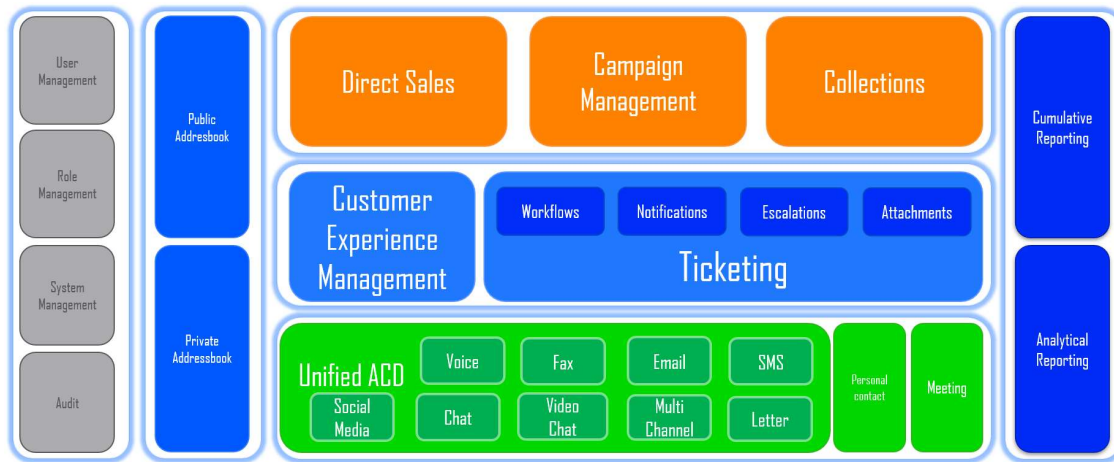 User
Management
Role
Management
System
Management
Audit
Public
Addresbook
Private
Addressbook
Direct Sales
Campaign
Management
Collections
Customer
Experience
Management
Workflows
Notifications
Escalations
Attachments
Ticketing
Unified ACD
Voice
Fax
Email
SMS
Social
Media
Chat
Video
Chat
Multi
Channel
Letter
Personal
contact
Meeting
Cumulative
Reporting
Analytical
Reporting